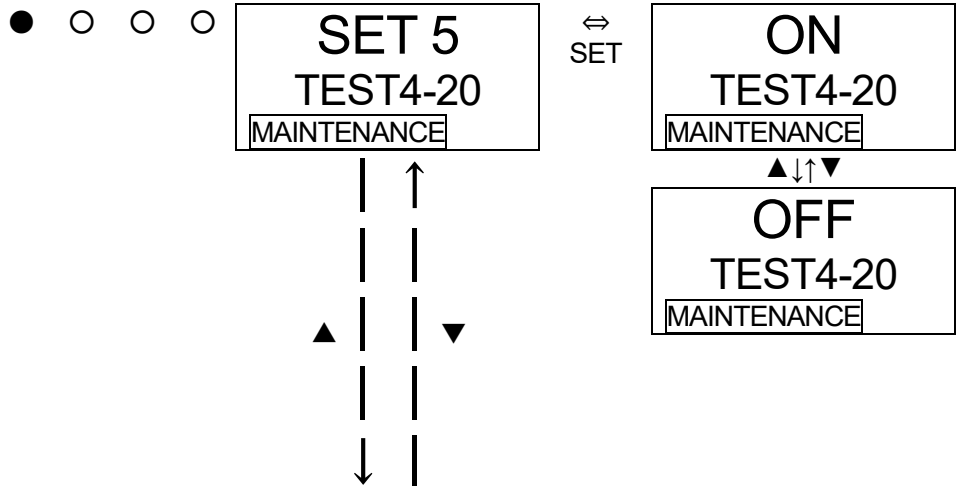 ● ○ ○ ○
SET 5
TEST4-20
MAINTENANCE
⇔
SET
ON
TEST4-20
MAINTENANCE
▲↓↑▼
OFF
TEST4-20
MAINTENANCE
▲ ▼